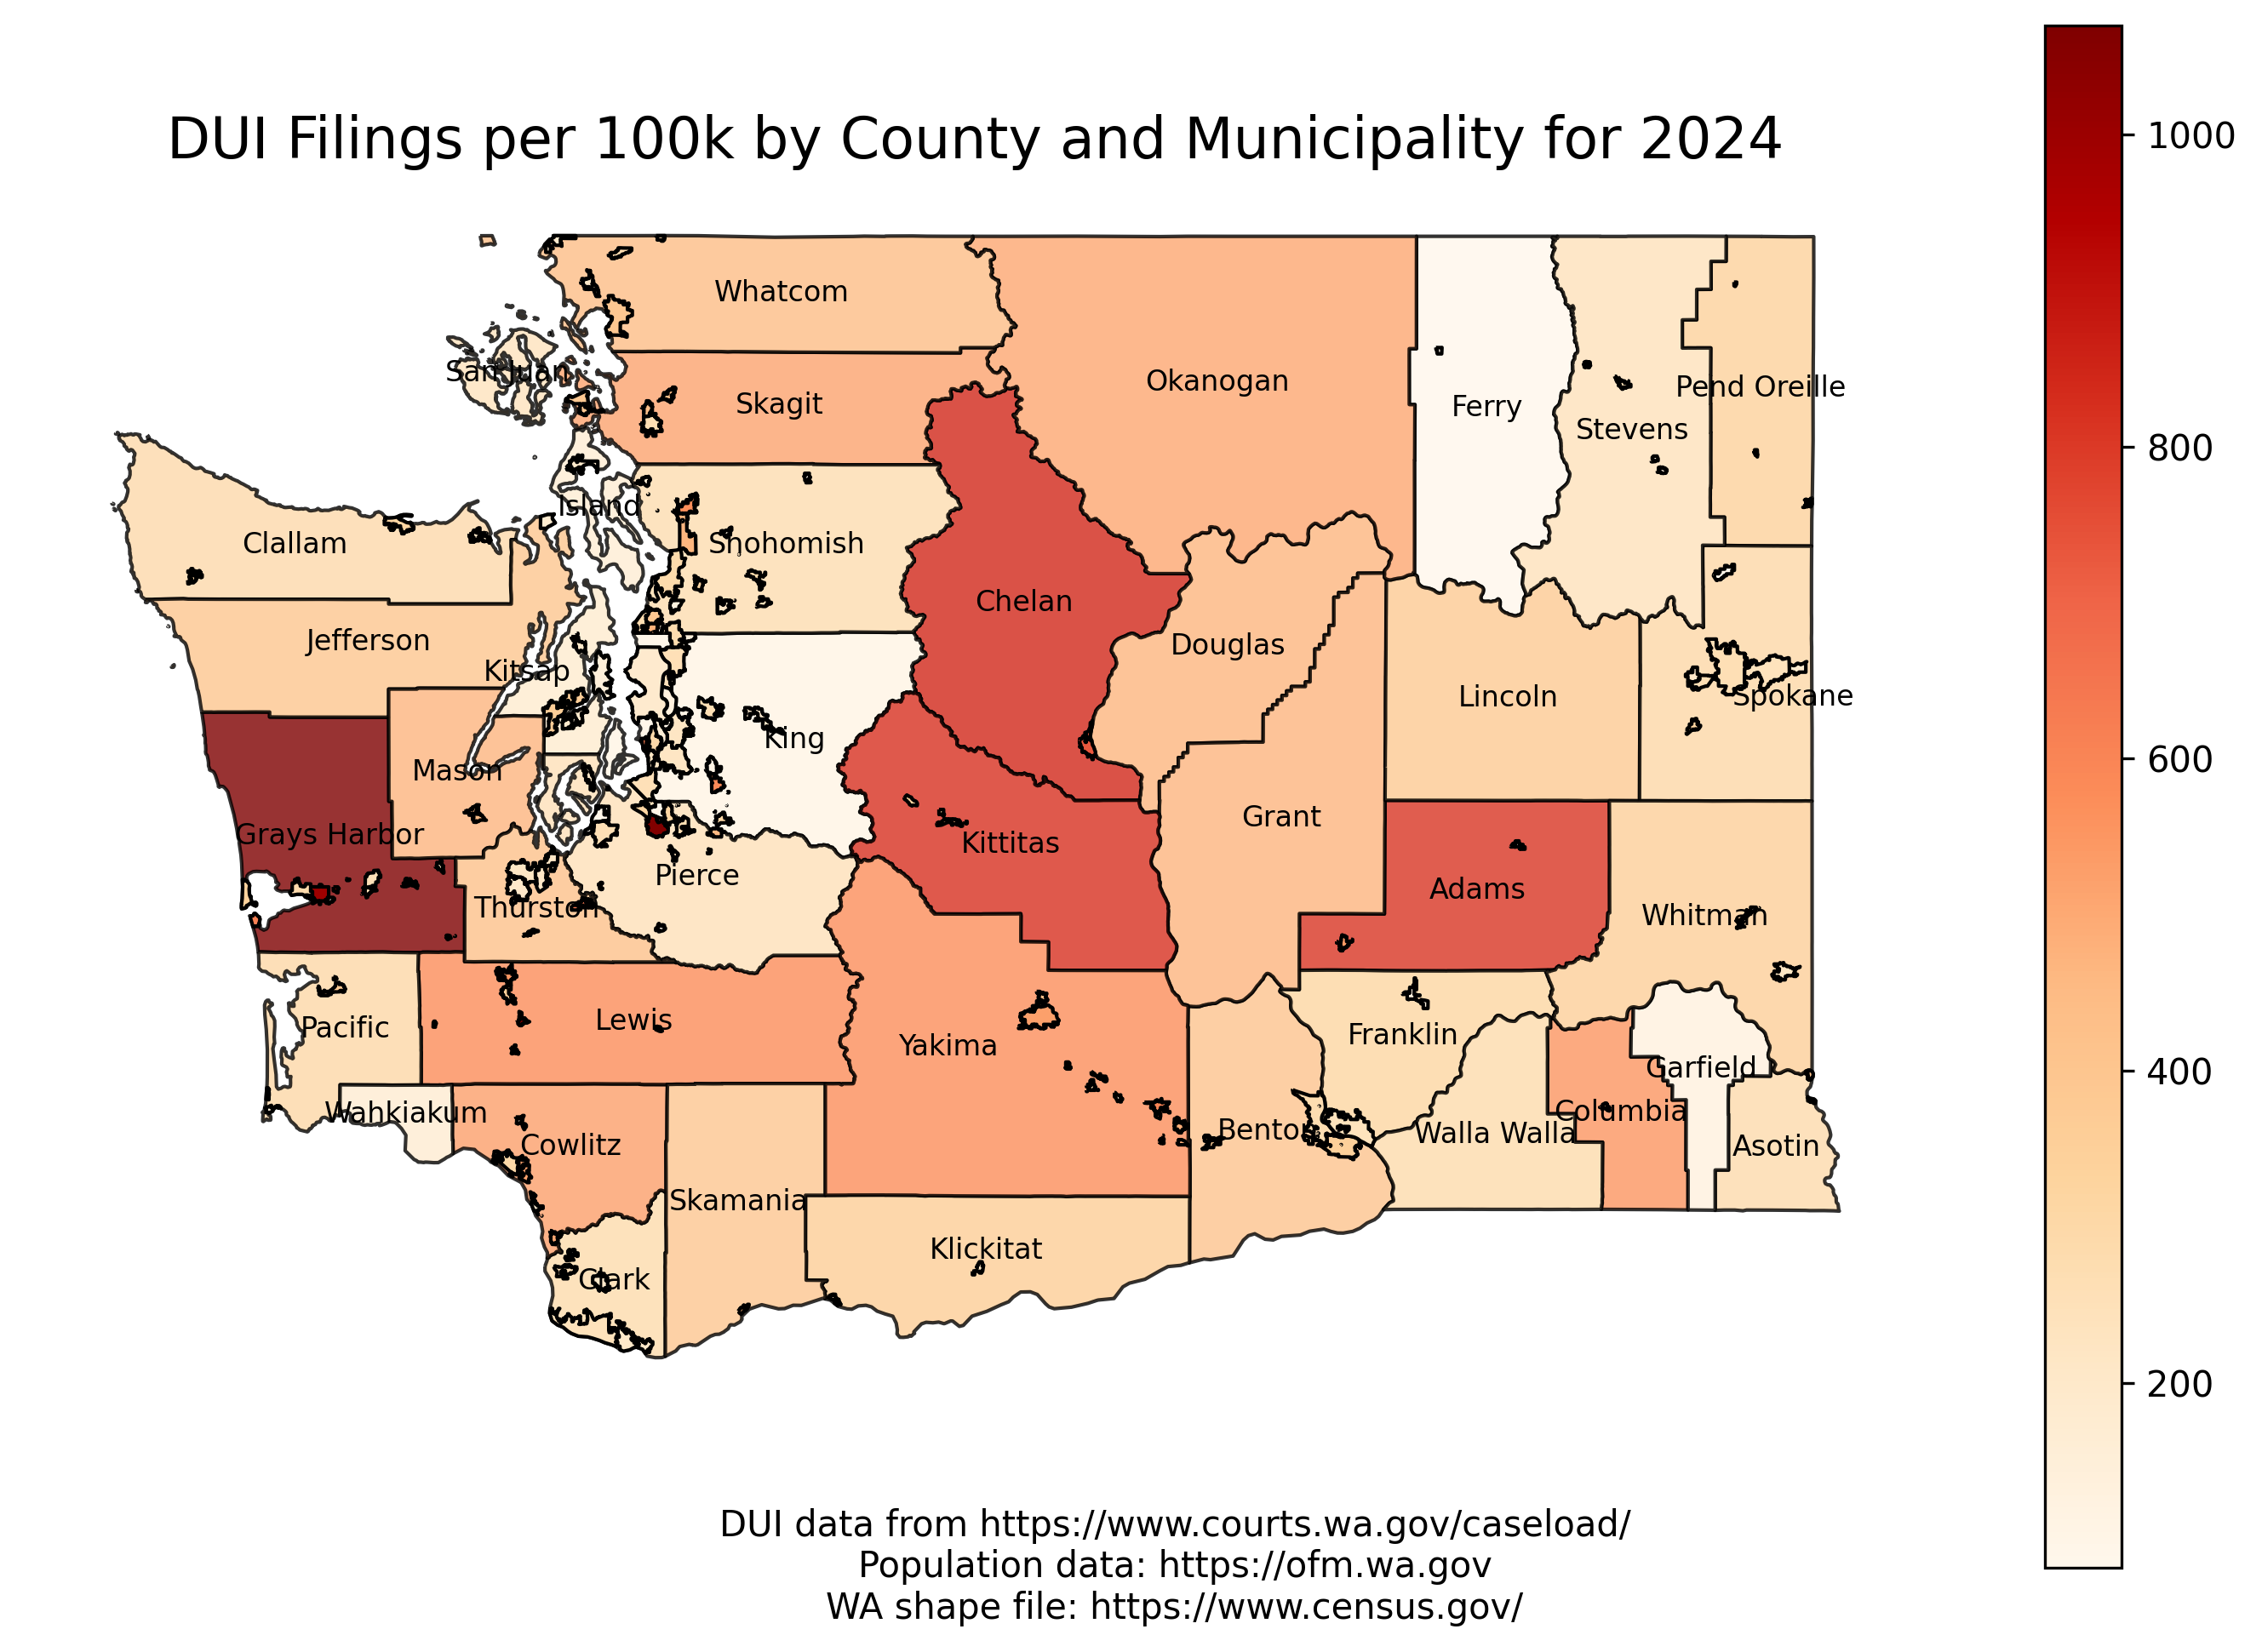 DUI Filings per 100k by County and Municipality for 2024
1000
800
600
400
200
Whatcom
San Juan
Skagit
Okanogan
Ferry
Stevens
Pend Oreille
Island
Clallam
Snohomish
Chelan
Jefferson
Kitsap
Douglas
Lincoln
Spokane
King
Mason
Grays Harbor
Grant
Kittitas
Pierce
Adams
Thurston
Whitman
Pacific
Lewis
Yakima
Franklin
Garfield
Wahkiakum
Cowlitz
Benton
Walla Walla
Columbia
Asotin
Skamania
Klickitat
Clark
DUI data from https://www.courts.wa.gov/caseload/
Population data: https://ofm.wa.gov
WA shape file: https://www.census.gov/